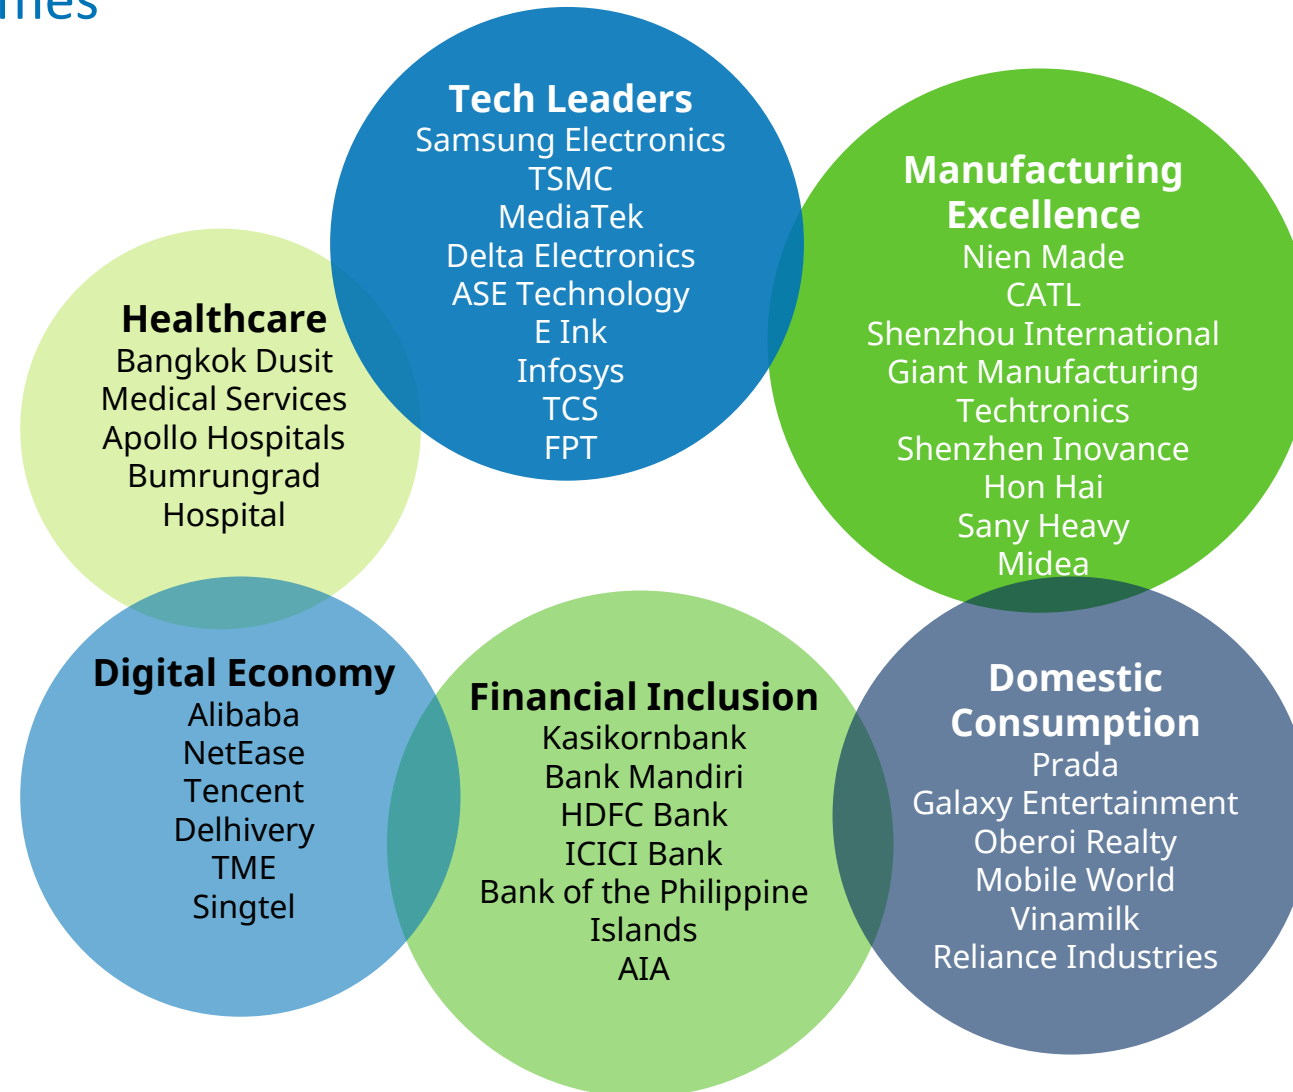 Tech Leaders
Samsung Electronics
TSMC
MediaTek
Delta Electronics
ASE Technology
E Ink
Infosys
TCS
FPT
Manufacturing
Excellence
Nien Made
CATL
Shenzhou International
Giant Manufacturing
Techtronics
Shenzhen Inovance
Hon Hai
Sany Heavy
Midea
Healthcare
Bangkok Dusit
Medical Services
Apollo Hospitals
Bumrungrad
Hospital
Digital Economy
Alibaba
NetEase
Tencent
Delhivery
TME
Singtel
Financial Inclusion
Kasikornbank
Bank Mandiri
HDFC Bank
ICICI Bank
Bank of the Philippine
Islands
AIA
Domestic
Consumption
Prada
Galaxy Entertainment
Oberoi Realty
Mobile World
Vinamilk
Reliance Industries